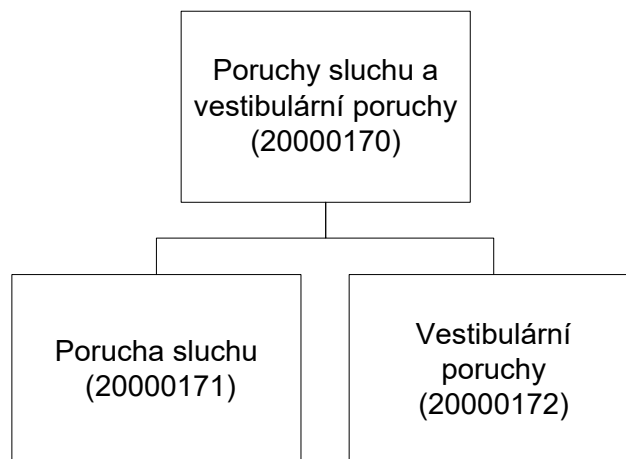 Poruchy sluchu a
vestibulární poruchy
(20000170)
Porucha sluchu
(20000171)
Vestibulární
poruchy
(20000172)